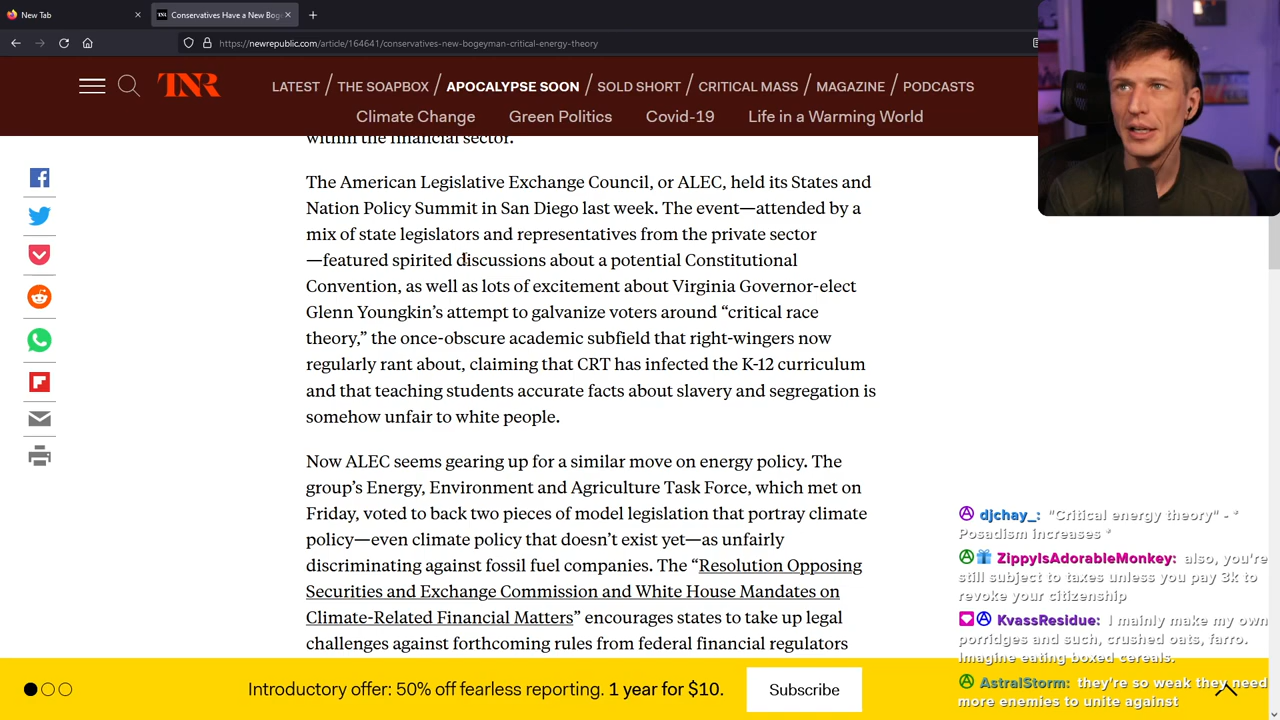 New Tab
Conservatives Have a New Boge
https://newrepublic.com/article/164641/conservatives-new-bogeyman-critical-energy-theory
TNR
LATEST / THE SOAPBOX / APOCALYPSE SOON / SOLD SHORT / CRITICAL MASS / MAGAZINE / PODCASTS
Climate Change Green Politics Covid-19 Life in a Warming World
within the financial sector.
The American Legislative Exchange Council, or ALEC, held its States and
Nation Policy Summit in San Diego last week. The event—attended by a
mix of state legislators and representatives from the private sector
—featured spirited discussions about a potential Constitutional
Convention, as well as lots of excitement about Virginia Governor-elect
Glenn Youngkin’s attempt to galvanize voters around “critical race
theory,” the once-obscure academic subfield that right-wingers now
regularly rant about, claiming that CRT has infected the K-12 curriculum
and that teaching students accurate facts about slavery and segregation is
somehow unfair to white people.
Now ALEC seems gearing up for a similar move on energy policy. The
group’s Energy, Environment and Agriculture Task Force, which met on
Friday, voted to back two pieces of model legislation that portray climate
policy—even climate policy that doesn’t exist yet—as unfairly
discriminating against fossil fuel companies. The “Resolution Opposing
Securities and Exchange Commission and White House Mandates on
Climate-Related Financial Matters” encourages states to take up legal
challenges against forthcoming rules from federal financial regulators
djchay_: "Critical energy theory" - *
Posadism increases *
ZippyIsAdorableMonkey: also, you're
still subject to taxes unless you pay 3k to
revoke your citizenship
KvassResidue: I mainly make my own
porridges and such, crushed oats, farro.
Imagine eating boxed cereals.
AstralStorm: they're so weak they need
more enemies to unite against
Introductory offer: 50% off fearless reporting. 1 year for $10.
Subscribe